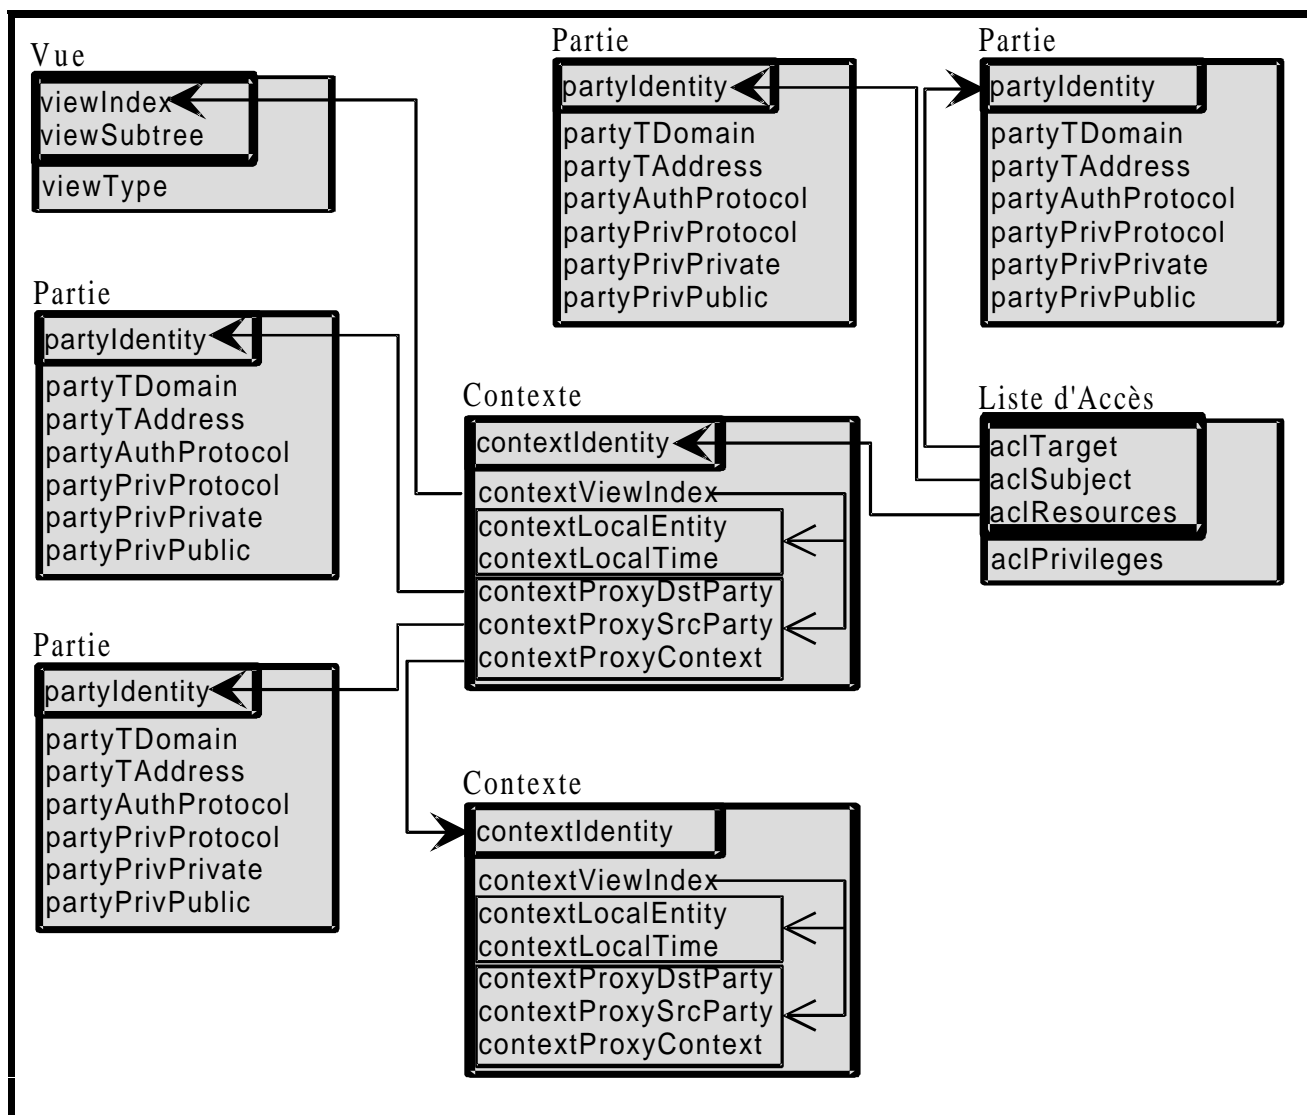 Vue
viewIndex
viewSubtree
viewType
Partie
partyIdentity
partyTDomain
partyTAddress
partyAuthProtocol
partyPrivProtocol
partyPrivPrivate
partyPrivPublic
Partie
partyIdentity
partyTDomain
partyTAddress
partyAuthProtocol
partyPrivProtocol
partyPrivPrivate
partyPrivPublic
Partie
partyIdentity
partyTDomain
partyTAddress
partyAuthProtocol
partyPrivProtocol
partyPrivPrivate
partyPrivPublic
Contexte
contextIdentity
contextViewIndex
contextLocalEntity
contextLocalTime
contextProxyDstParty
contextProxySrcParty
contextProxyContext
Liste d'Accès
aclTarget
aclSubject
aclResources
aclPrivileges
Partie
partyIdentity
partyTDomain
partyTAddress
partyAuthProtocol
partyPrivProtocol
partyPrivPrivate
partyPrivPublic
Contexte
contextIdentity
contextViewIndex
contextLocalEntity
contextLocalTime
contextProxyDstParty
contextProxySrcParty
contextProxyContext